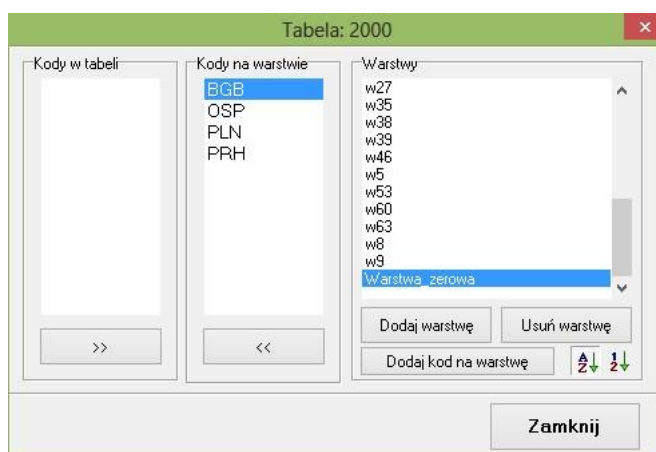 Tabela: 2000
Kody w tabeli
>>
Kody na warstwie
BGB
OSP
PLN
PRH
<<
Warstwy
w27
w35
w38
w39
w46
w5
w53
w60
w63
w8
w9
Warstwa_zerowa
Dodaj warstwę
Usuń warstwę
Dodaj kod na warstwę
Zamknij